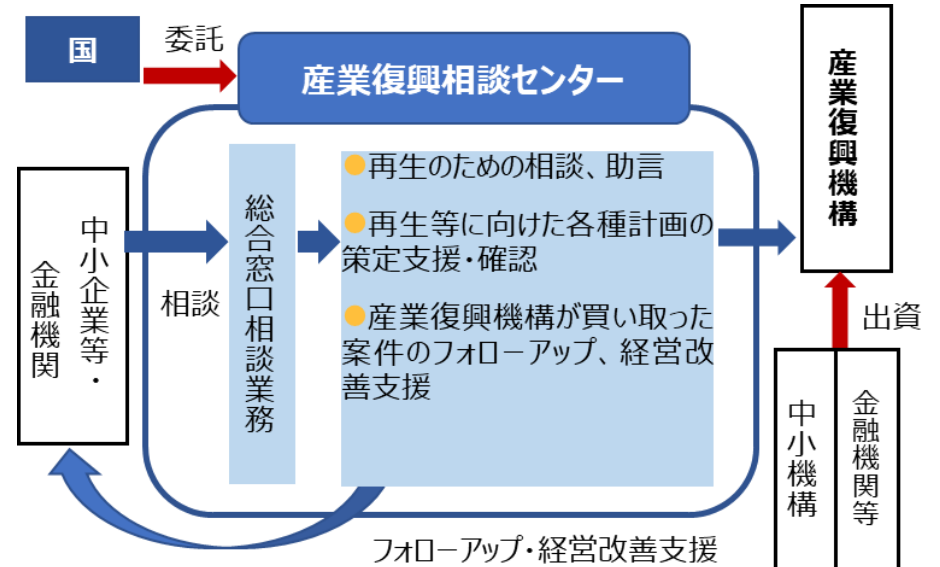 国
委託
産業復興相談センター
産業復興機構
中小企業等・
金融機関
相談
総合窓口相談業務
●再生のための相談、助言
●再生等に向けた各種計画の
策定支援・確認
●産業復興機構が買い取った
案件のフォローアップ、経営改
善支援
出資
中小機構
金融機関等
フォローアップ・経営改善支援